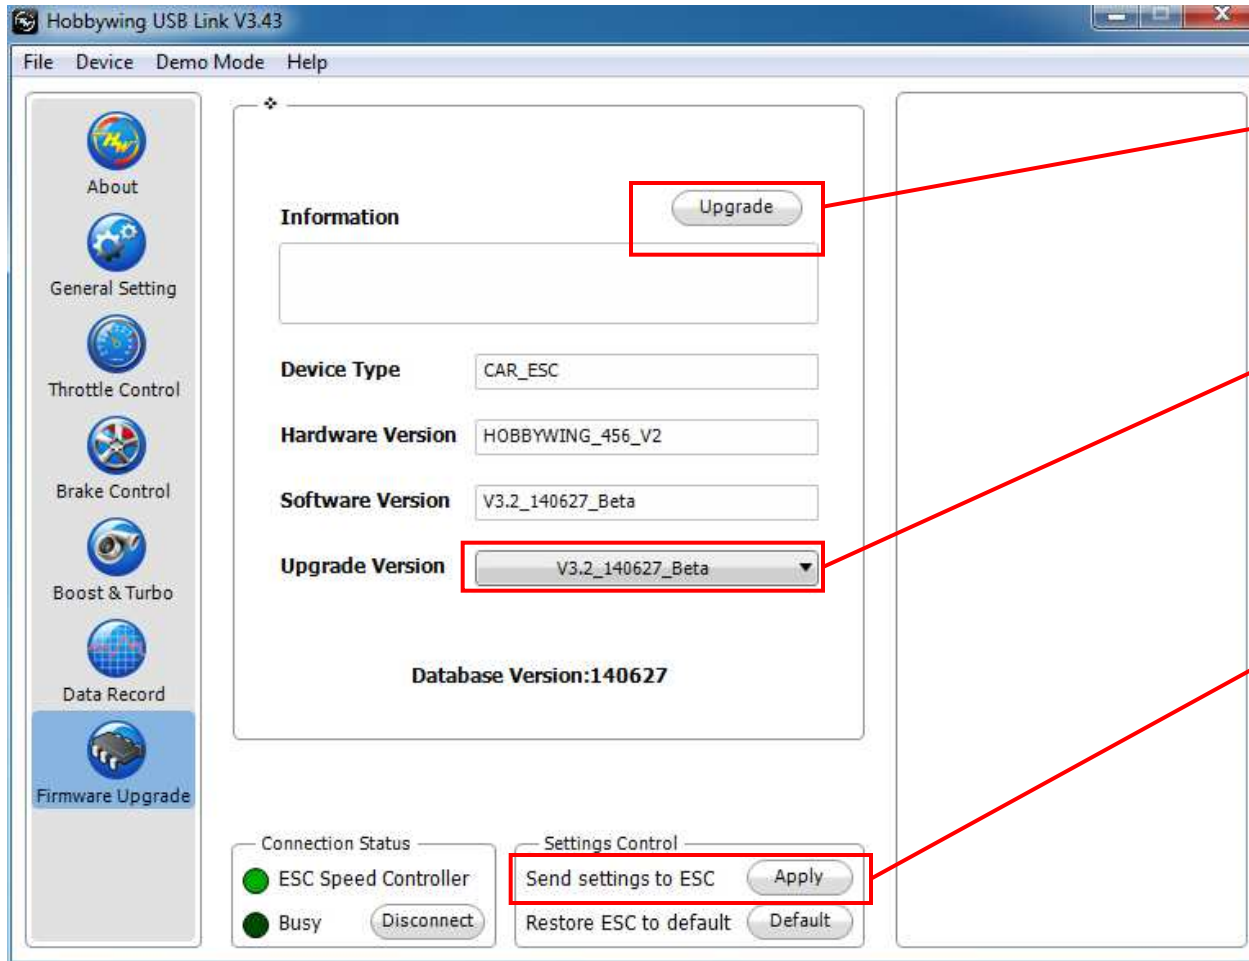 Hobbywing USB Link V3.43
File Device Demo Mode Help
About
General Setting
Throttle Control
Brake Control
Boost & Turbo
Data Record
Firmware Upgrade
Information
Upgrade
Device Type CAR_ESC
Hardware Version HOBBYWING_456_V2
Software Version V3.2_140627_Beta
Upgrade Version V3.2_140627_Beta
Database Version:140627
Connection Status
ESC Speed Controller
Busy Disconnect
Settings Control
Send settings to ESC Apply
Restore ESC to default Default